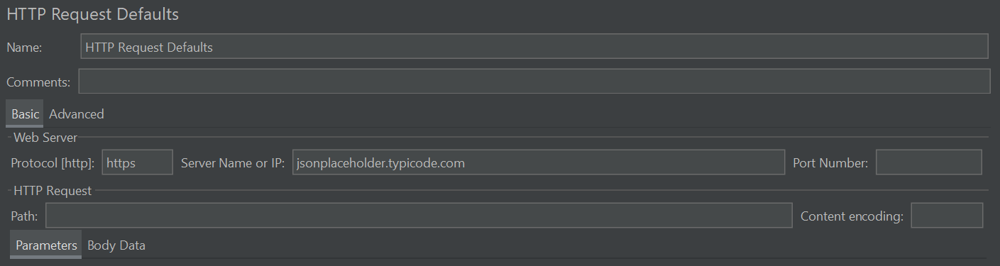 HTTP Request Defaults
Name: HTTP Request Defaults
Comments:
Basic Advanced
Web Server
Protocol [http]: https Server Name or IP: jsonplaceholder.typicode.com Port Number:
HTTP Request
Path: Content encoding:
Parameters Body Data